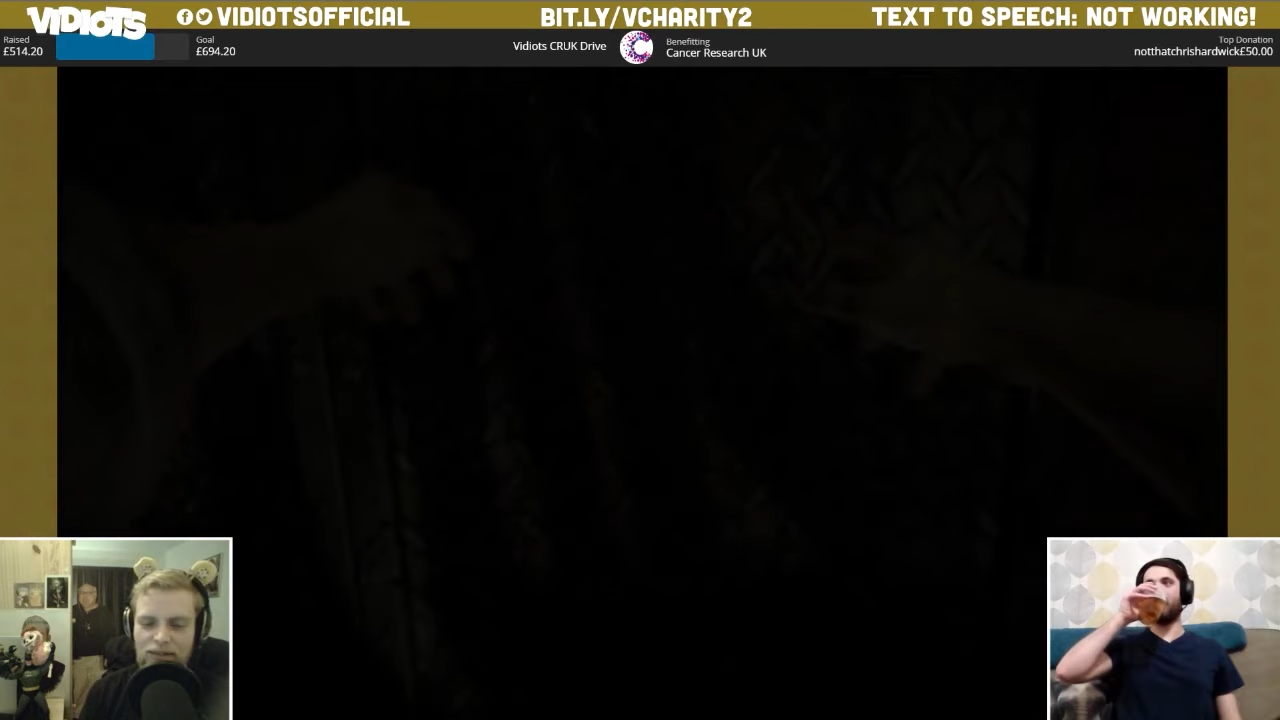 VIDIOTS
VIDIOTSOFFICIAL
BIT.LY/VCHARITY2
TEXT TO SPEECH: NOT WORKING!
Raised
£514.20
Goal
£694.20
Vidiots CRUK Drive
Benefitting
Cancer Research UK
Top Donation
notthatchrishardwick£50.00